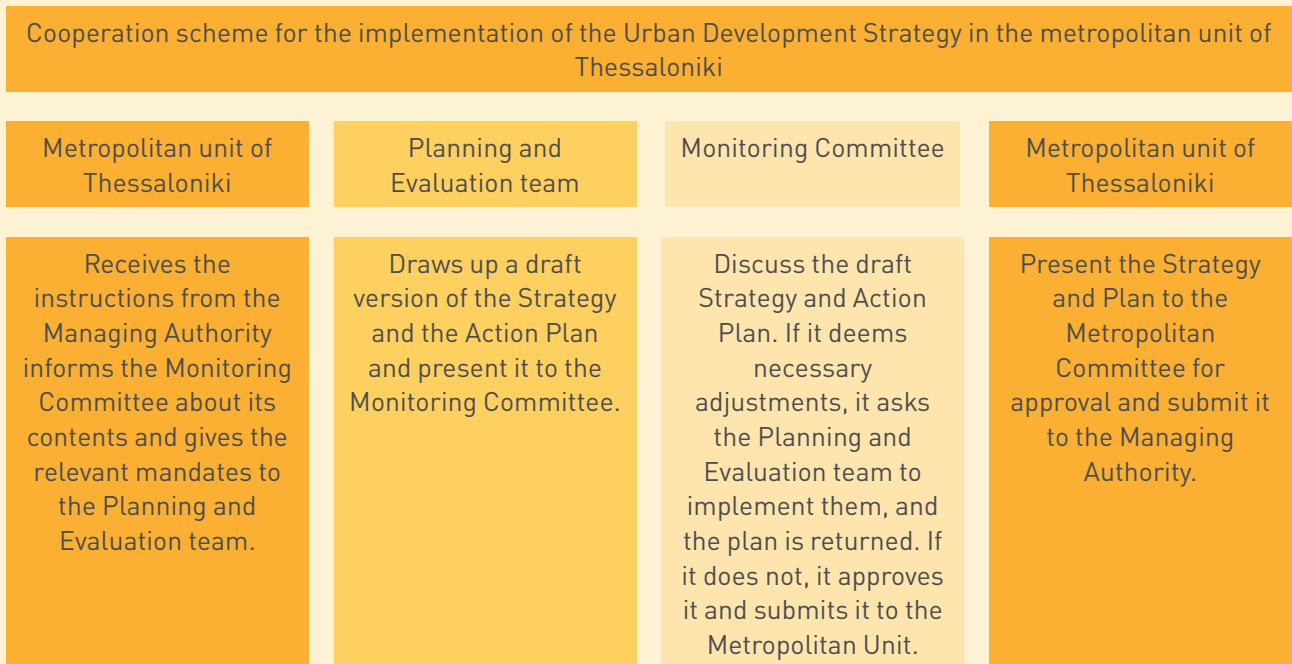 Cooperation scheme for the implementation of the Urban Development Strategy in the metropolitan unit of
Thessaloniki
Metropolitan unit of
Thessaloniki
Planning and
Evaluation team
Monitoring Committee
Metropolitan unit of
Thessaloniki
Receives the
instructions from the
Managing Authority
informs the Monitoring
Committee about its
contents and gives the
relevant mandates to
the Planning and
Evaluation team.
Draws up a draft
version of the Strategy
and the Action Plan
and present it to the
Monitoring Committee.
Discuss the draft
Strategy and Action
Plan. If it deems
necessary
adjustments, it asks
the Planning and
Evaluation team to
implement them, and
the plan is returned. If
it does not, it approves
it and submits it to the
Metropolitan Unit.
Present the Strategy
and Plan to the
Metropolitan
Committee for
approval and submit it
to the Managing
Authority.